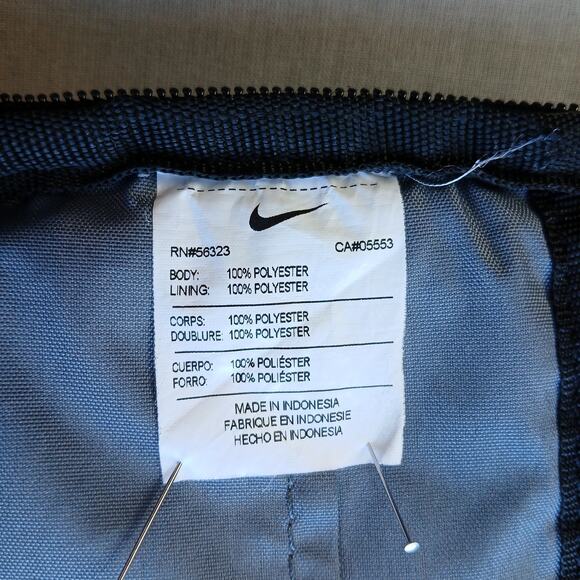 RN#56323 CA#05553
BODY: 100% POLYESTER
LINING: 100% POLYESTER
CORPS: 100% POLYESTER
DOUBLURE: 100% POLYESTER
CUERPO: 100% POLIÉSTER
FORRO: 100% POLIÉSTER
MADE IN INDONESIA
FABRIQUE EN INDONESIE
HECHO EN INDONESIA